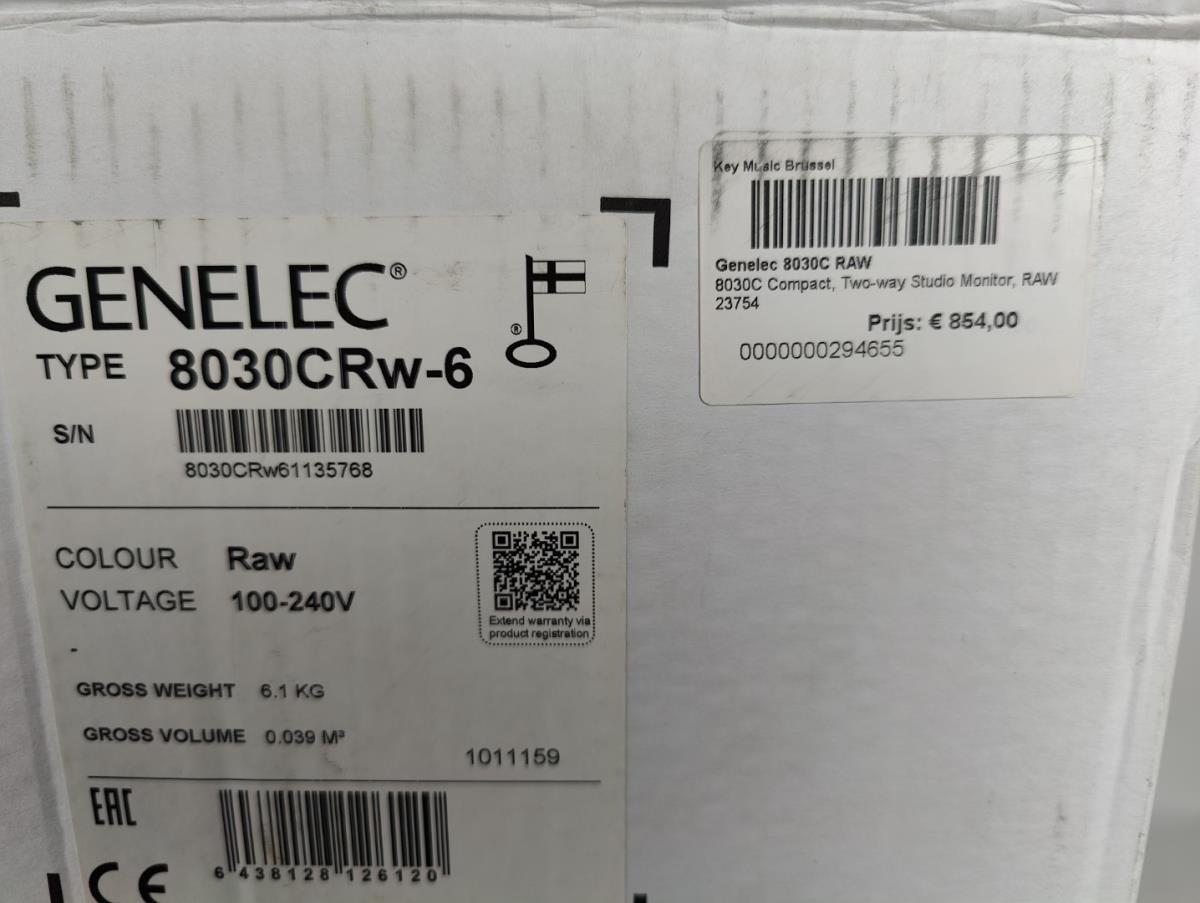 GENELEC®
®
TYPE 8030CRw-6
S/N
8030CRw61135768
COLOUR Raw
VOLTAGE 100-240V
-
Extend warranty via
product registration
GROSS WEIGHT 6.1 KG
GROSS VOLUME 0.039 M³
1011159
EAC
6 438128 126120
CE
Key Music Brussel
Genelec 8030C RAW
8030C Compact, Two-way Studio Monitor, RAW
23754
Prijs: € 854,00
0000000294655